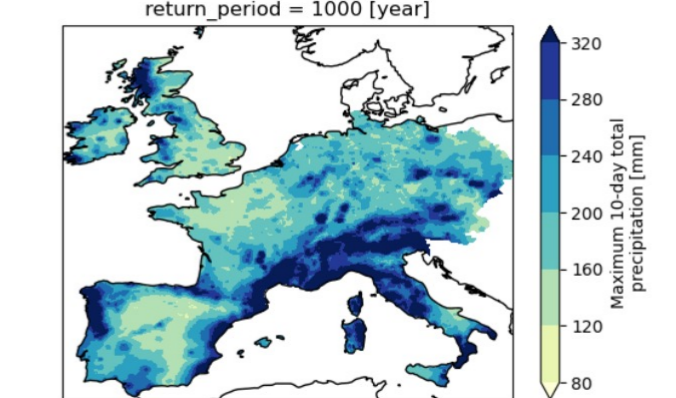 return_period = 1000 [year]
320
280
240
200
160
120
80
Maximum 10-day total
precipitation [mm]